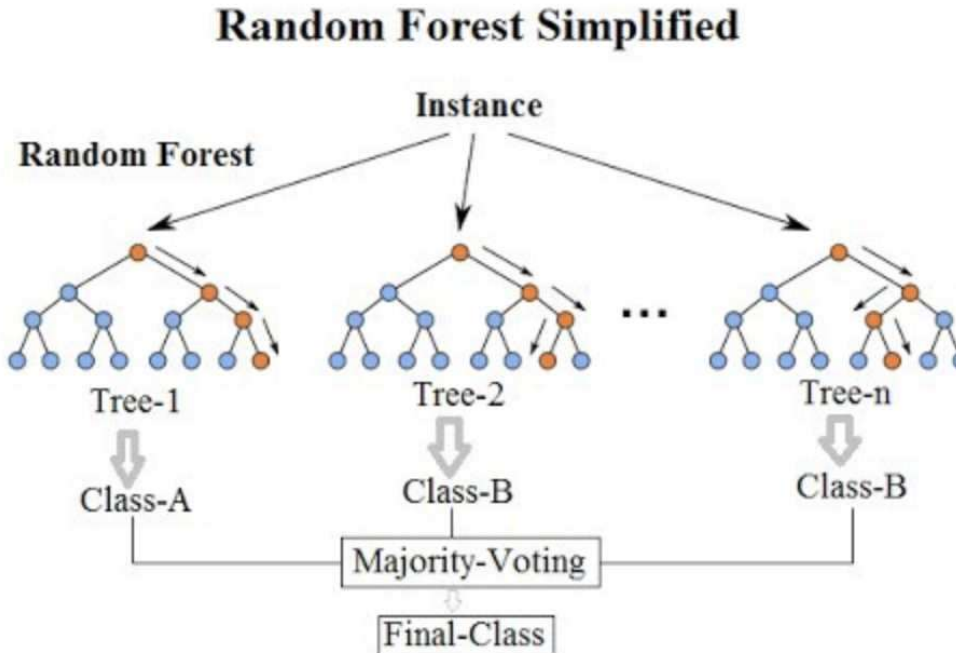 Random Forest Simplified
Instance
Random Forest
...
Tree-1
Tree-2
Tree-n
Class-A
Class-B
Class-B
Majority-Voting
Final-Class